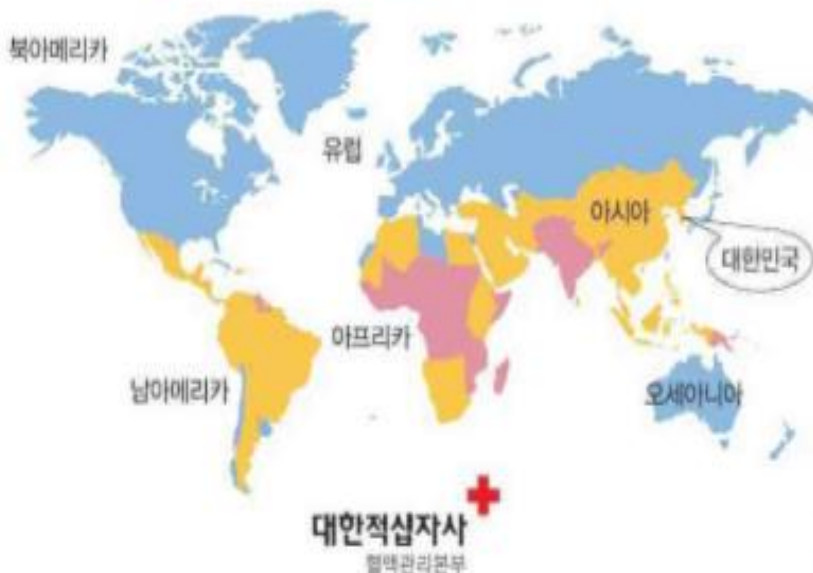 북아메리카
유럽
아시아
대한민국
아프리카
남아메리카
오세아니아
대한적십자사
혈액관리본부